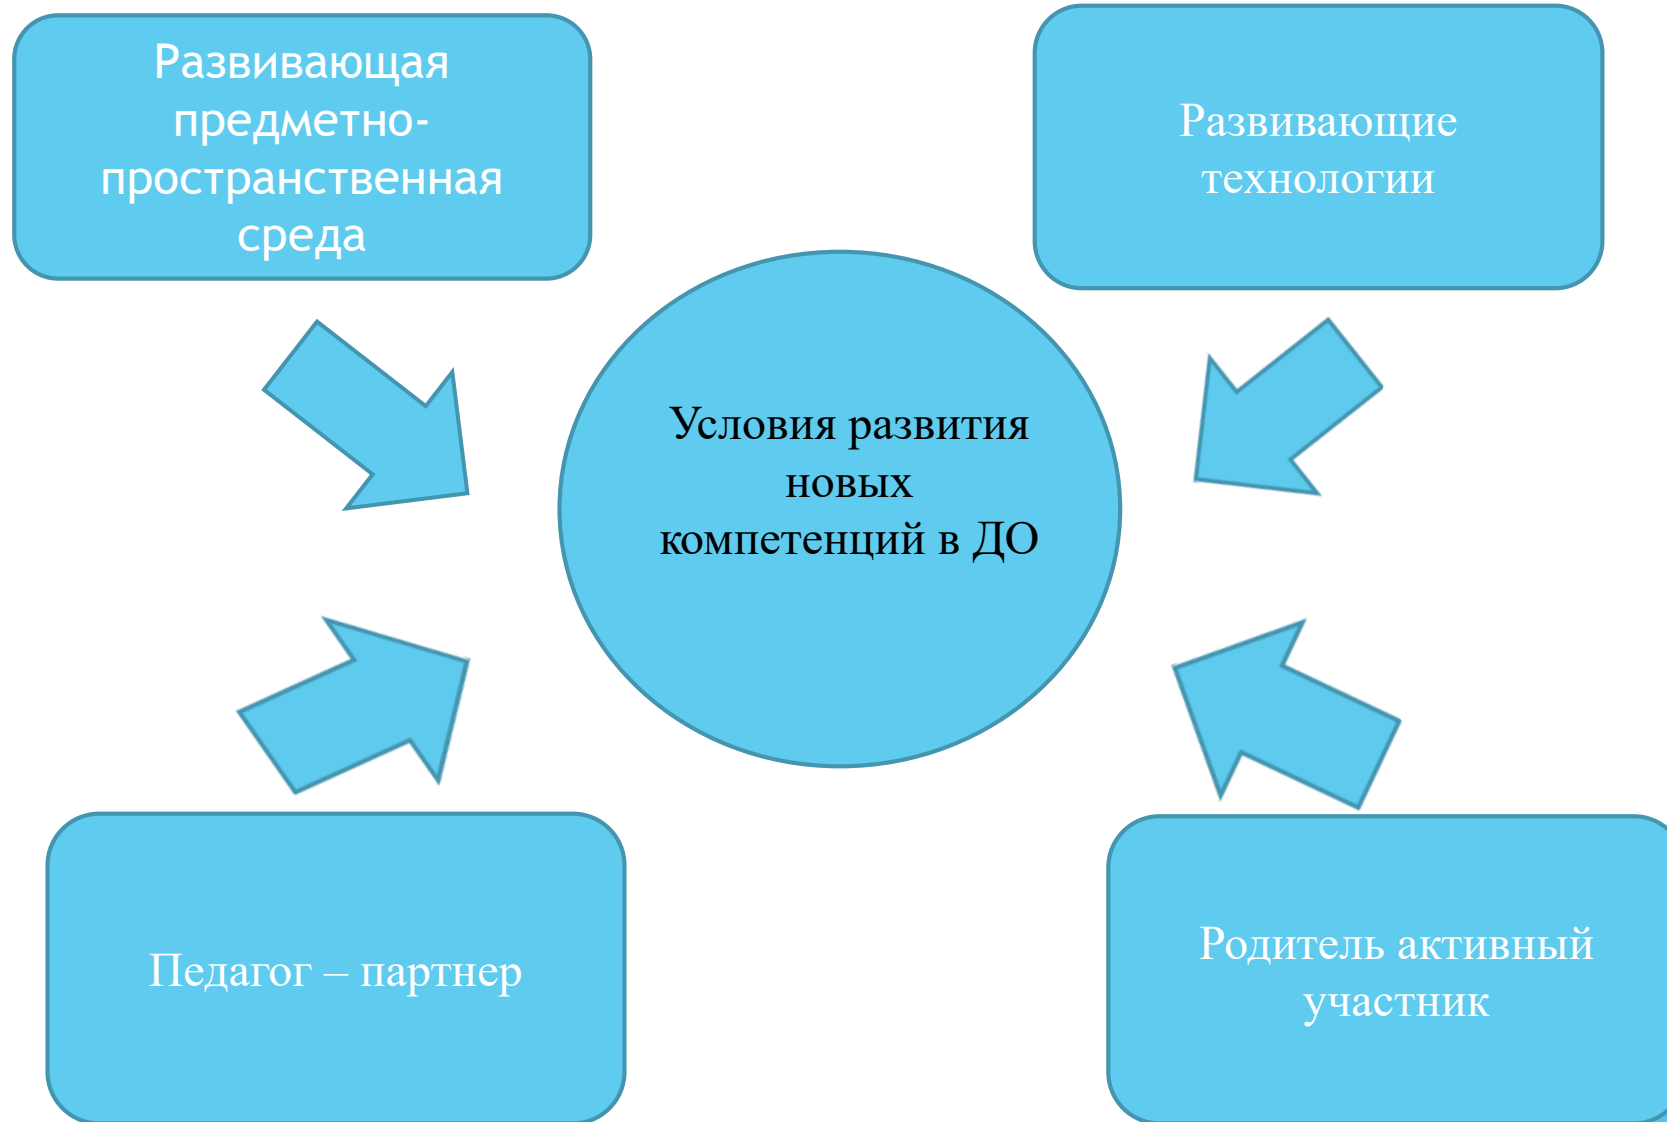 Развивающая
предметно-
пространственная
среда
Развивающие
технологии
Условия развития
новых
компетенций в ДО
Педагог – партнер
Родитель активный
участник